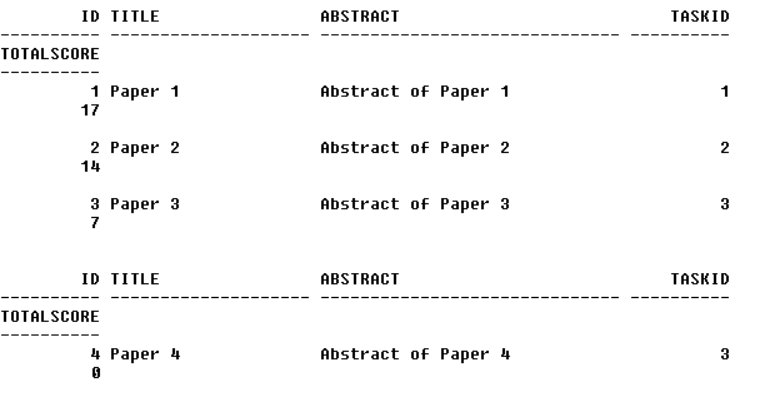 ID TITLE                ABSTRACT                           TASKID
---------- -------------------- ------------------------------ ----------
TOTALSCORE
----------
         1 Paper 1              Abstract of Paper 1                     1
        17

         2 Paper 2              Abstract of Paper 2                     2
        14

         3 Paper 3              Abstract of Paper 3                     3
         7


        ID TITLE                ABSTRACT                           TASKID
---------- -------------------- ------------------------------ ----------
TOTALSCORE
----------
         4 Paper 4              Abstract of Paper 4                     3
         0